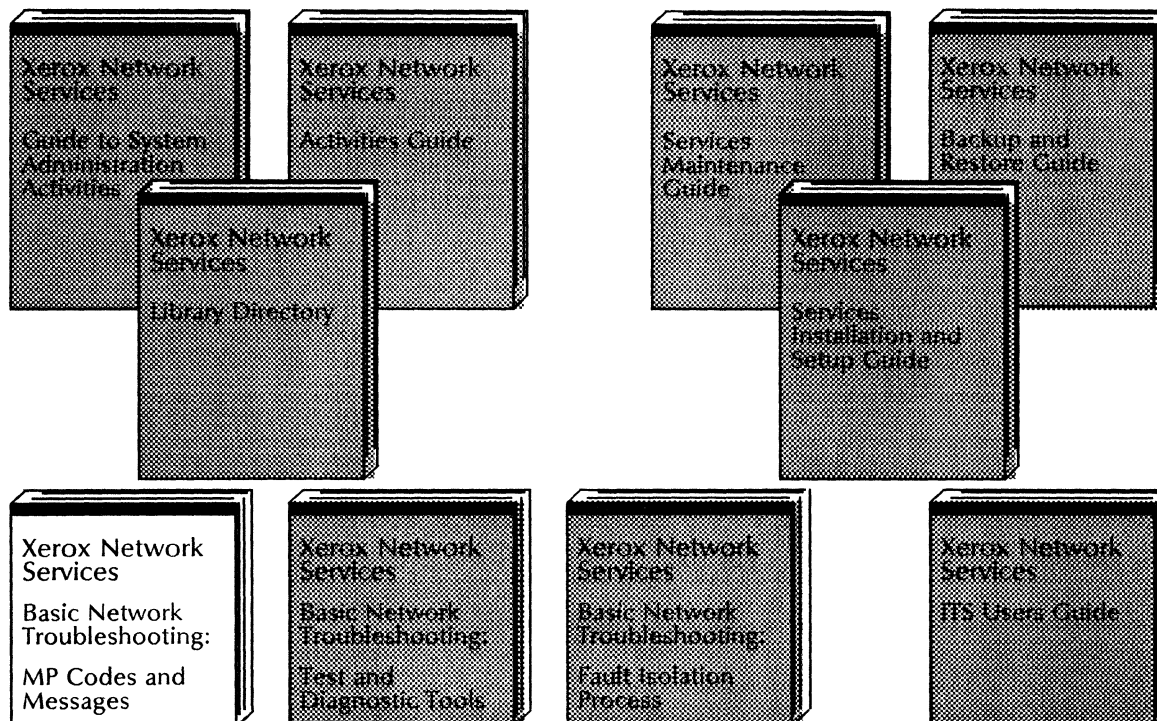 Xerox Network
Services
Guide to System
Administration
Activities
Xerox Network
Services
Activities Guide
Xerox Network
Services
Library Directory
Xerox Network
Services
Services
Maintenance
Guide
Xerox Network
Services
Backup and
Restore Guide
Xerox Network
Services
Services
Installation and
Setup Guide
Xerox Network
Services
Basic Network
Troubleshooting:
MP Codes and
Messages
Xerox Network
Services
Basic Network
Troubleshooting:
Test and
Diagnostic Tools
Xerox Network
Services
Basic Network
Troubleshooting:
Fault Isolation
Process
Xerox Network
Services
ITS Users Guide